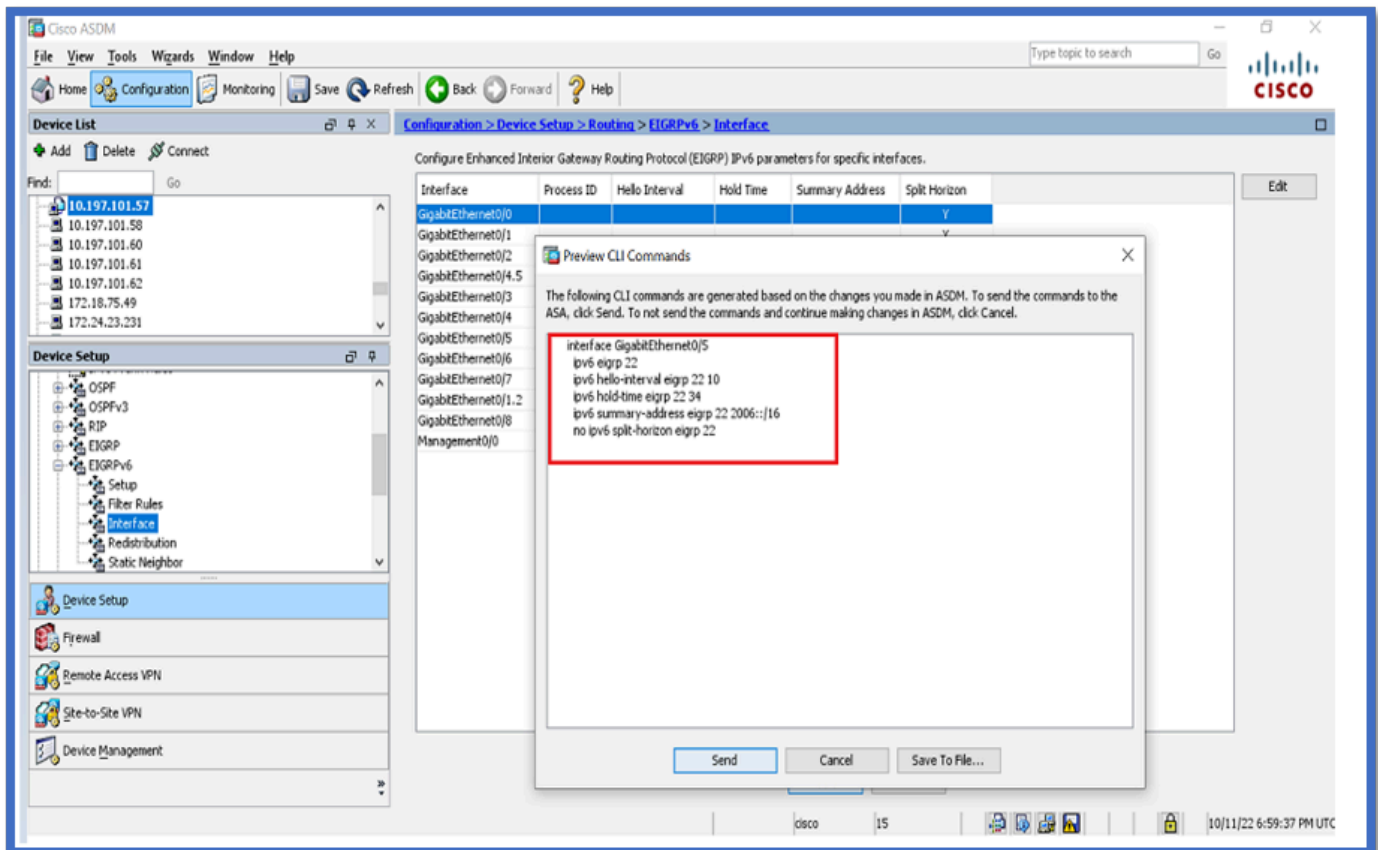 Cisco ASDM
File View Tools Wizards Window Help
Type topic to search Go
Home Configuration Monitoring Save Refresh Back Forward Help
CISCO
Device List
Add Delete Connect
Find: Go
10.197.101.57
10.197.101.58
10.197.101.60
10.197.101.61
10.197.101.62
172.18.75.49
172.24.23.231
Device Setup
OSPF
OSPFv3
RIP
EIGRP
EIGRPv6
Setup
Filter Rules
Interface
Redistribution
Static Neighbor
Device Setup
Firewall
Remote Access VPN
Site-to-Site VPN
Device Management
Configuration > Device Setup > Routing > EIGRPv6 > Interface
Configure Enhanced Interior Gateway Routing Protocol (EIGRP) IPv6 parameters for specific interfaces.
Interface Process ID Hello Interval Hold Time Summary Address Split Horizon
Edit
GigabitEthernet0/0 Y
GigabitEthernet0/1 Y
GigabitEthernet0/2
GigabitEthernet0/4.5
GigabitEthernet0/3
GigabitEthernet0/4
GigabitEthernet0/5
GigabitEthernet0/6
GigabitEthernet0/7
GigabitEthernet0/1.2
GigabitEthernet0/8
Management0/0
Preview CLI Commands
The following CLI commands are generated based on the changes you made in ASDM. To send the commands to the
ASA, click Send. To not send the commands and continue making changes in ASDM, click Cancel.
interface GigabitEthernet0/5
ipv6 eigrp 22
ipv6 hello-interval eigrp 22 10
ipv6 hold-time eigrp 22 34
ipv6 summary-address eigrp 22 2006::/16
no ipv6 split-horizon eigrp 22
Send Cancel Save To File...
cisco 15 10/11/22 6:59:37 PM UTC